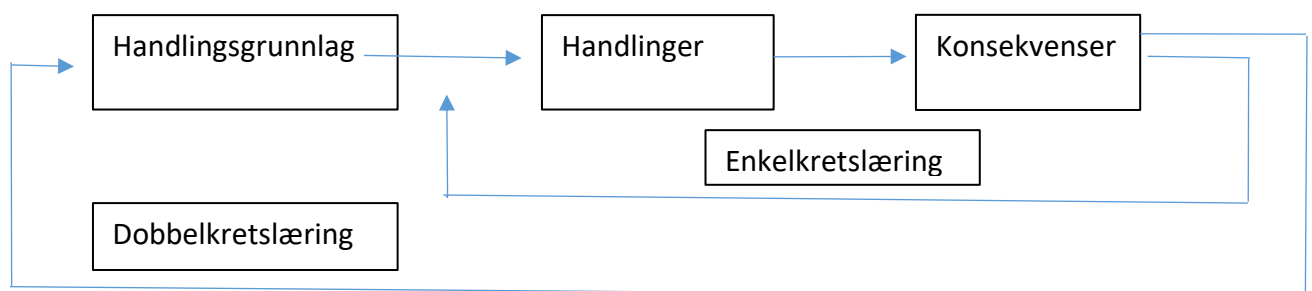 Handlingsgrunnlag
Handlinger
Konsekvenser
Enkelkretslæring
Dobbelkretslæring